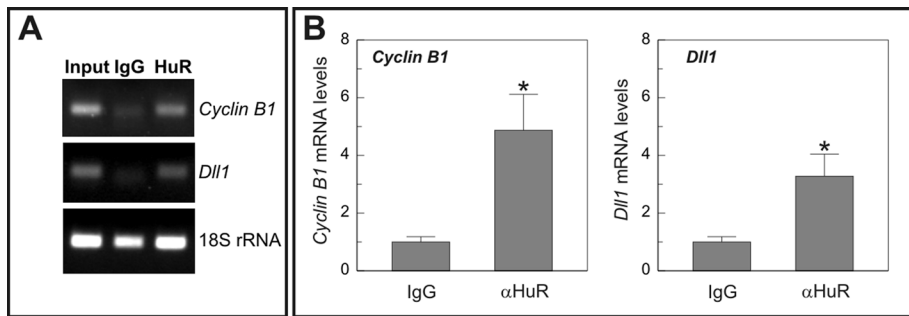 A
Input IgG HuR
Cyclin B1
Dll1
18S rRNA
B
8
6
4
2
0
Cyclin B1 mRNA levels
Cyclin B1
*
IgG
αHuR
8
6
4
2
0
Dll1 mRNA levels
Dll1
*
IgG
αHuR